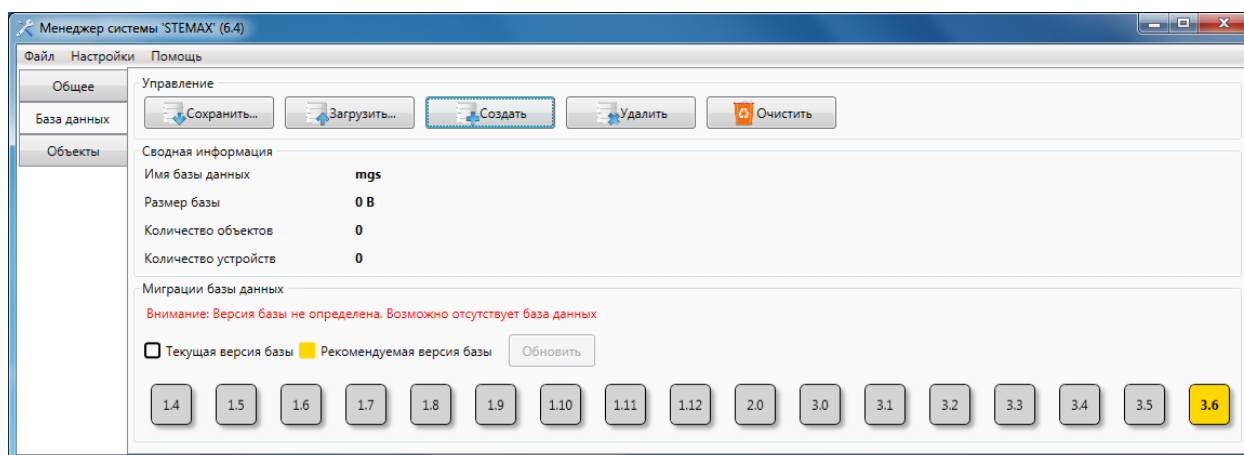 Менеджер системы 'STEMAX' (6.4)
Файл Настройки Помощь
Общее
База данных
Объекты
Управление
Сохранить... Загрузить... Создать Удалить Очистить
Сводная информация
Имя базы данных mgs
Размер базы 0 B
Количество объектов 0
Количество устройств 0
Миграции базы данных
Внимание: Версия базы не определена. Возможно отсутствует база данных
Текущая версия базы Рекомендуемая версия базы Обновить
1.4 1.5 1.6 1.7 1.8 1.9 1.10 1.11 1.12 2.0 3.0 3.1 3.2 3.3 3.4 3.5 3.6